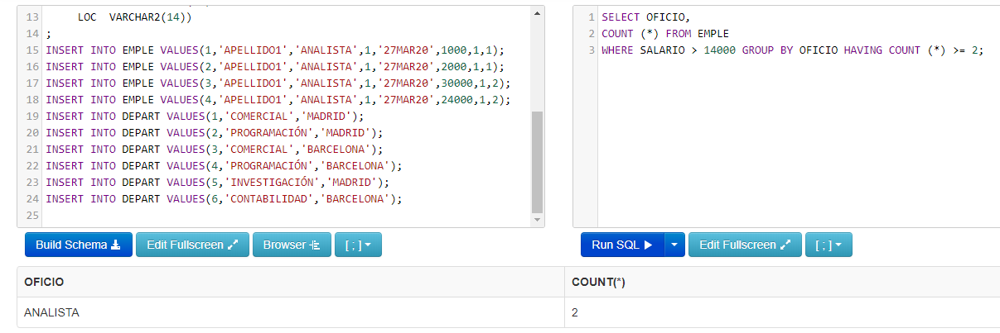 13 LOC VARCHAR2(14))
14 ;
15 INSERT INTO EMPLE VALUES(1,'APELLIDO1','ANALISTA',1,'27MAR20',1000,1,1);
16 INSERT INTO EMPLE VALUES(2,'APELLIDO1','ANALISTA',1,'27MAR20',2000,1,1);
17 INSERT INTO EMPLE VALUES(3,'APELLIDO1','ANALISTA',1,'27MAR20',30000,1,2);
18 INSERT INTO EMPLE VALUES(4,'APELLIDO1','ANALISTA',1,'27MAR20',24000,1,2);
19 INSERT INTO DEPART VALUES(1,'COMERCIAL','MADRID');
20 INSERT INTO DEPART VALUES(2,'PROGRAMACIÓN','MADRID');
21 INSERT INTO DEPART VALUES(3,'COMERCIAL','BARCELONA');
22 INSERT INTO DEPART VALUES(4,'PROGRAMACIÓN','BARCELONA');
23 INSERT INTO DEPART VALUES(5,'INVESTIGACIÓN','MADRID');
24 INSERT INTO DEPART VALUES(6,'CONTABILIDAD','BARCELONA');
25
Build Schema Edit Fullscreen Browser [ ; ]
1 SELECT OFICIO,
2 COUNT (*) FROM EMPLE
3 WHERE SALARIO > 14000 GROUP BY OFICIO HAVING COUNT (*) >= 2;
Run SQL Edit Fullscreen [ ; ]
OFICIO COUNT(*)
ANALISTA 2